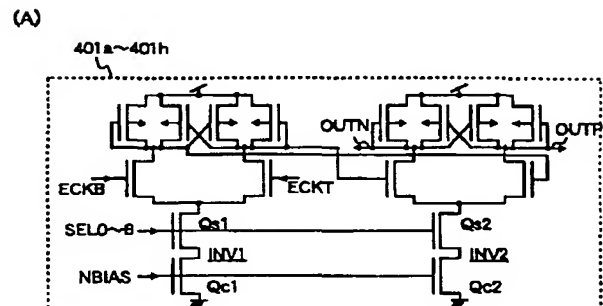 (A)
401a~401h
OUTN
OUTP
ECKB
ECKT
SEL0~8
Qs1
Qs2
INV1
INV2
NBIAS
Qc1
Qc2